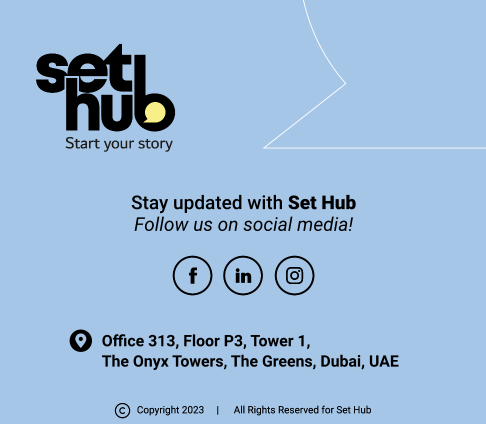 set
hub
Start your story
Stay updated with Set Hub
Follow us on social media!
f in
Office 313, Floor P3, Tower 1,
The Onyx Towers, The Greens, Dubai, UAE
© Copyright 2023 | All Rights Reserved for Set Hub